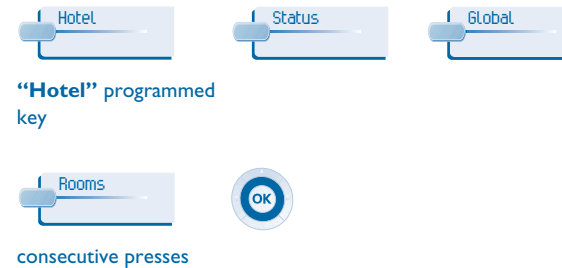 Hotel
Status
Global
“Hotel” programmed
key
Rooms
OK
consecutive presses